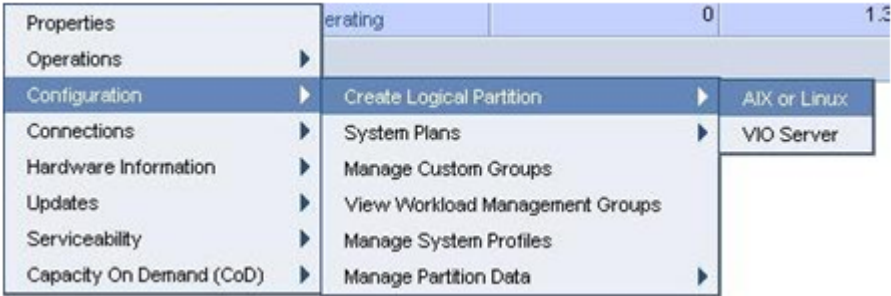 Properties
erating 0 1.3
Operations
Configuration
Create Logical Partition
AIX or Linux
Connections
System Plans
VIO Server
Hardware Information
Manage Custom Groups
Updates
View Workload Management Groups
Serviceability
Manage System Profiles
Capacity On Demand (CoD)
Manage Partition Data